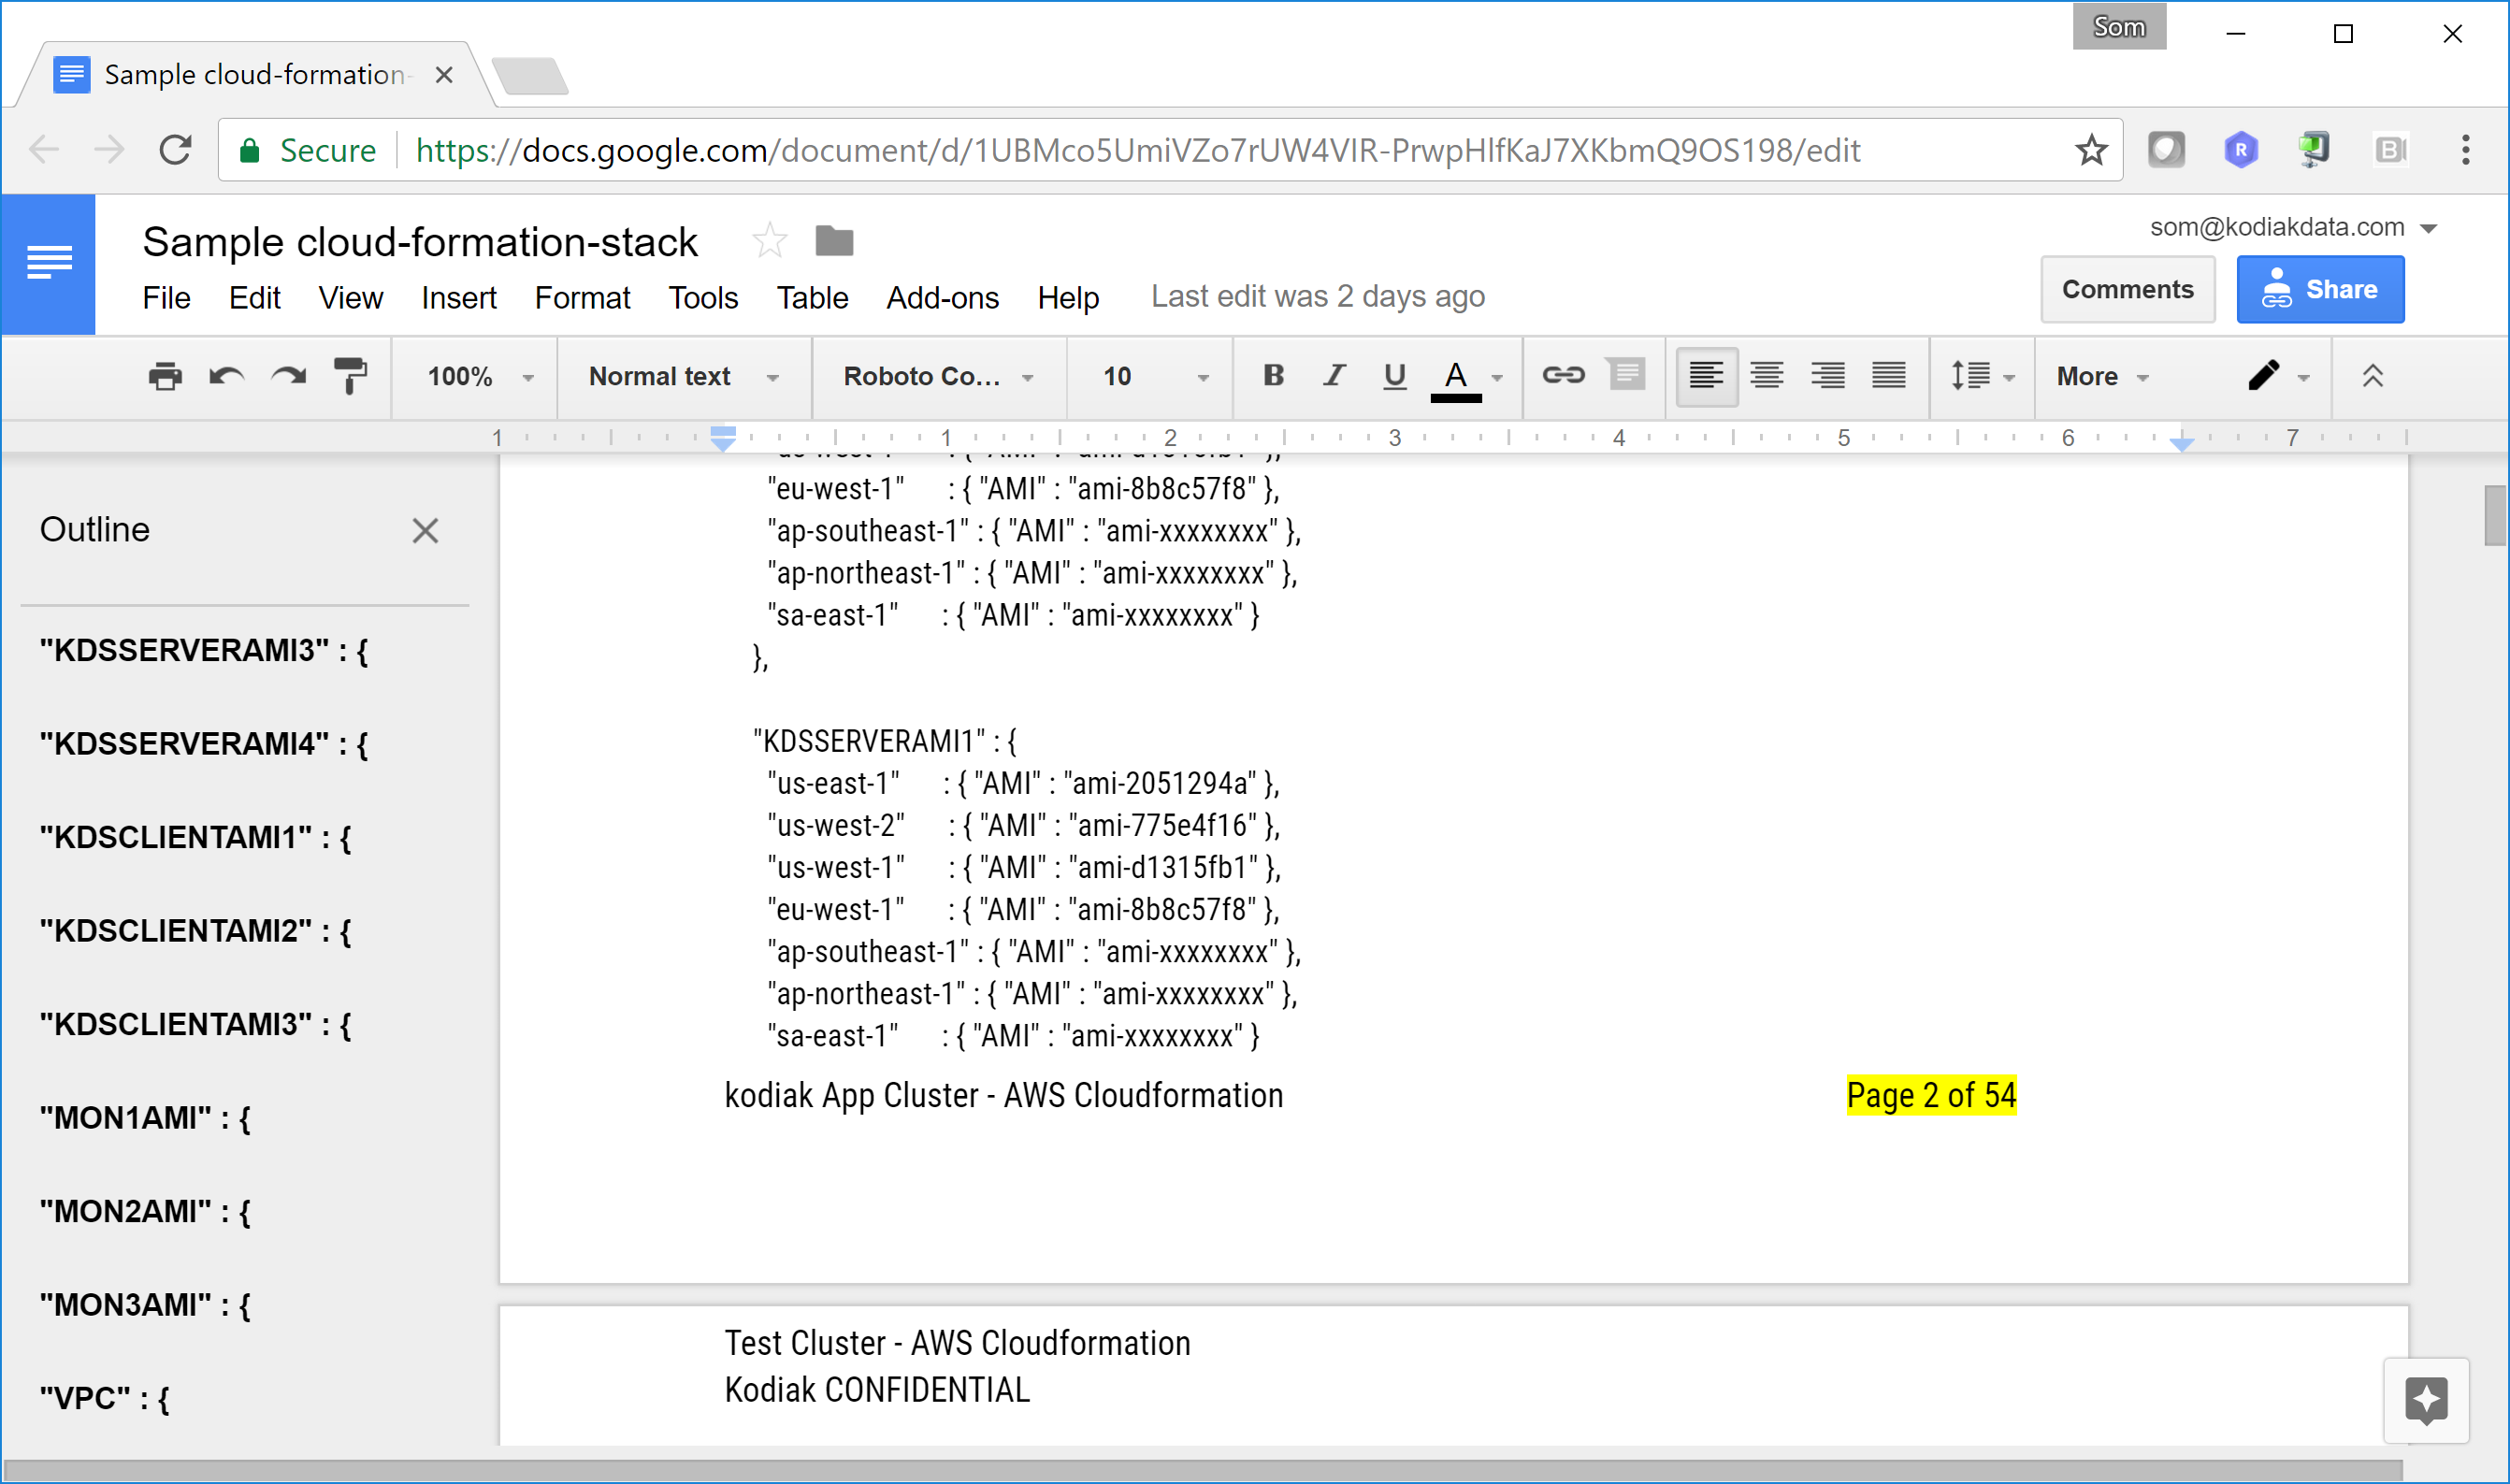 Som
Sample cloud-formation-
Secure https://docs.google.com/document/d/1UBMco5UmiVZo7rUW4VIR-PrwpHlfKaJ7XKbmQ9OS198/edit
Sample cloud-formation-stack
som@kodiakdata.com
File Edit View Insert Format Tools Table Add-ons Help Last edit was 2 days ago
Comments Share
100% Normal text Roboto Co... 10 B I U A More
1 1 2 3 4 5 6 7
Outline
"KDSSERVERAMI3" : {
"KDSSERVERAMI4" : {
"KDSCLIENTAMI1" : {
"KDSCLIENTAMI2" : {
"KDSCLIENTAMI3" : {
"MON1AMI" : {
"MON2AMI" : {
"MON3AMI" : {
"VPC" : {
"eu-west-1" : { "AMI" : "ami-8b8c57f8" },
"ap-southeast-1" : { "AMI" : "ami-xxxxxxxx" },
"ap-northeast-1" : { "AMI" : "ami-xxxxxxxx" },
"sa-east-1" : { "AMI" : "ami-xxxxxxxx" }
},
"KDSSERVERAMI1" : {
"us-east-1" : { "AMI" : "ami-2051294a" },
"us-west-2" : { "AMI" : "ami-775e4f16" },
"us-west-1" : { "AMI" : "ami-d1315fb1" },
"eu-west-1" : { "AMI" : "ami-8b8c57f8" },
"ap-southeast-1" : { "AMI" : "ami-xxxxxxxx" },
"ap-northeast-1" : { "AMI" : "ami-xxxxxxxx" },
"sa-east-1" : { "AMI" : "ami-xxxxxxxx" }
kodiak App Cluster - AWS Cloudformation Page 2 of 54
Test Cluster - AWS Cloudformation
Kodiak CONFIDENTIAL